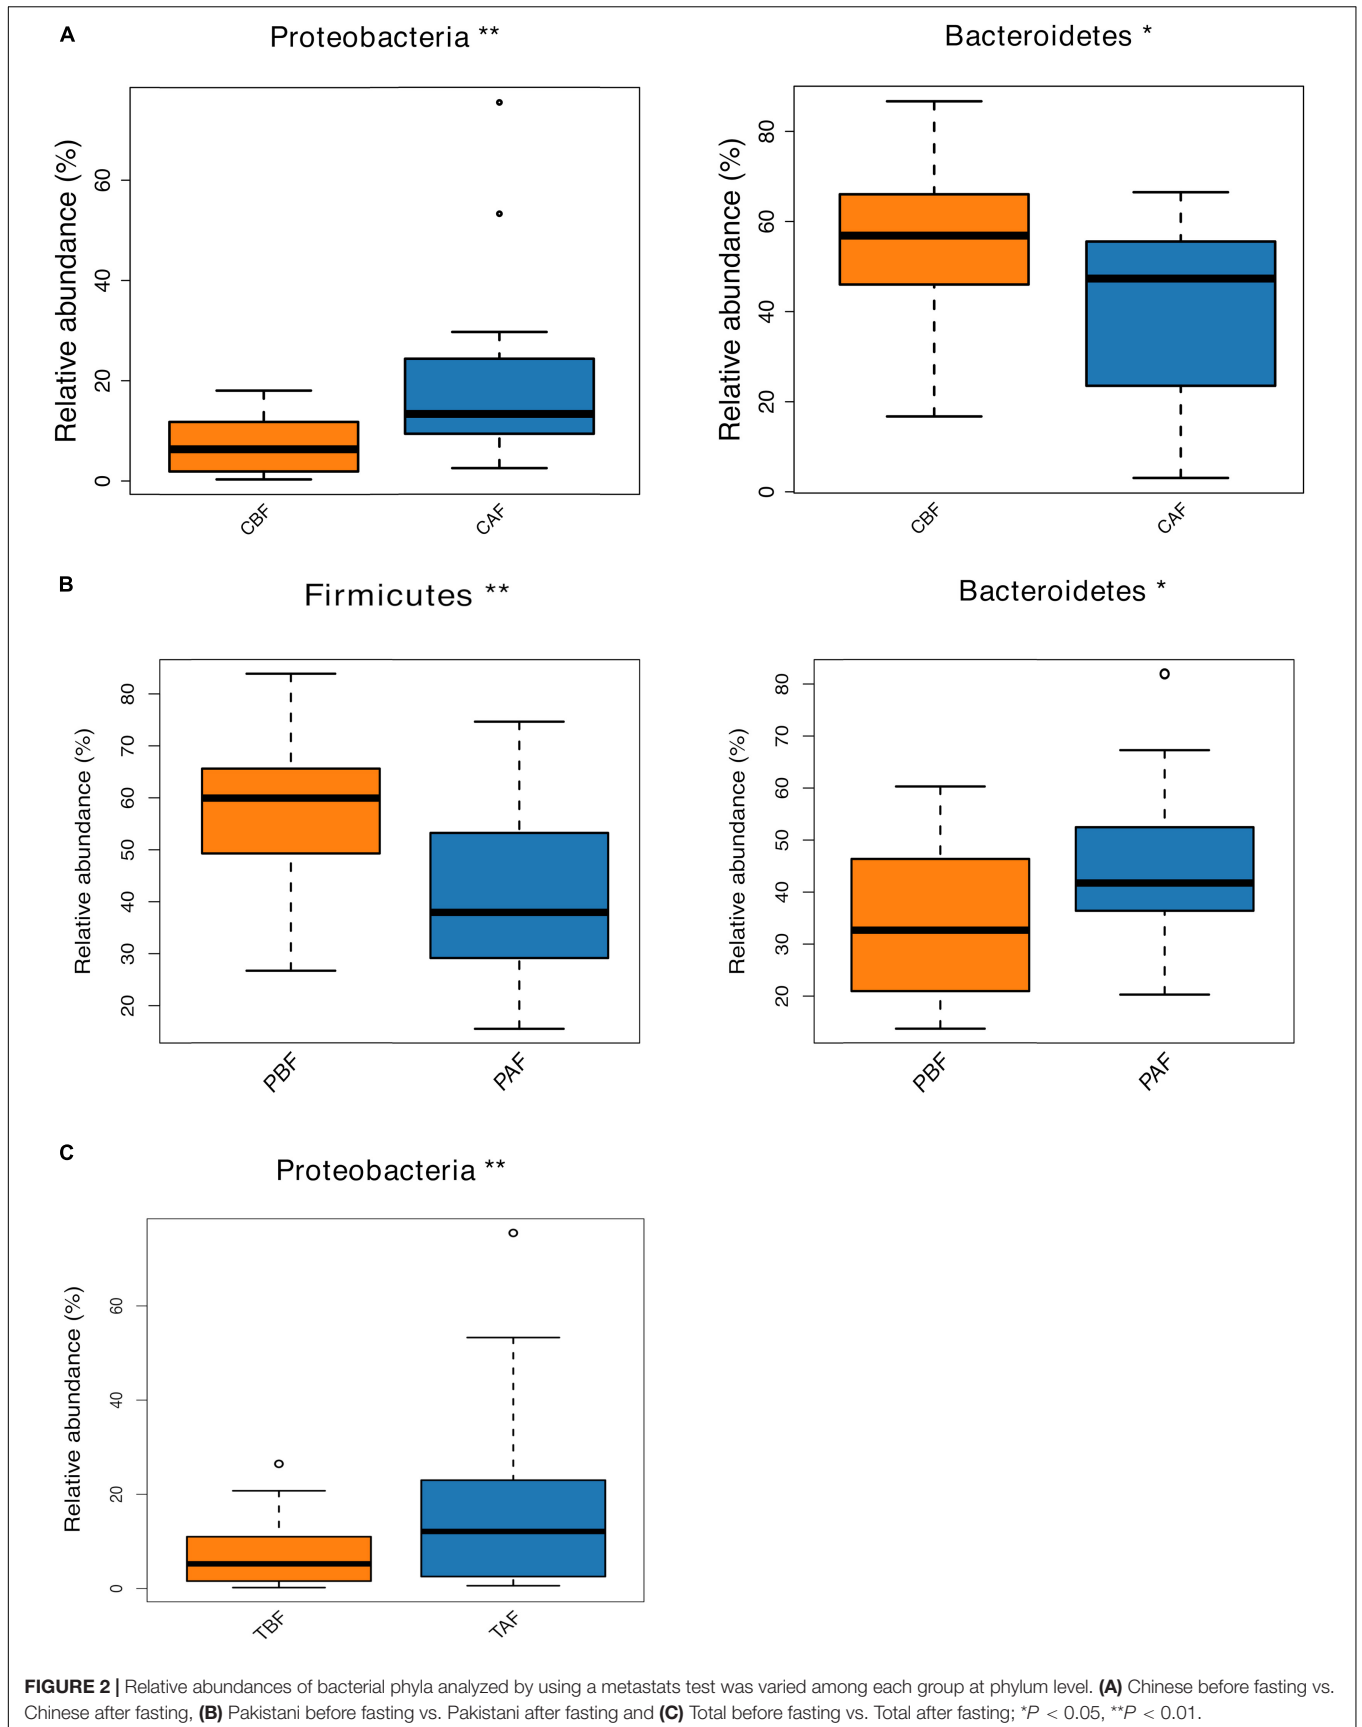 A
Proteobacteria **
Relative abundance (%)
0
20
40
60
CBF
CAF
Bacteroidetes *
Relative abundance (%)
0
20
40
60
80
CBF
CAF
B
Firmicutes **
Relative abundance (%)
20
30
40
50
60
70
80
PBF
PAF
Bacteroidetes *
Relative abundance (%)
20
30
40
50
60
70
80
PBF
PAF
C
Proteobacteria **
Relative abundance (%)
0
20
40
60
TBF
TAF
FIGURE 2 | Relative abundances of bacterial phyla analyzed by using a metastats test was varied among each group at phylum level. (A) Chinese before fasting vs.
Chinese after fasting, (B) Pakistani before fasting vs. Pakistani after fasting and (C) Total before fasting vs. Total after fasting; *P < 0.05, **P < 0.01.